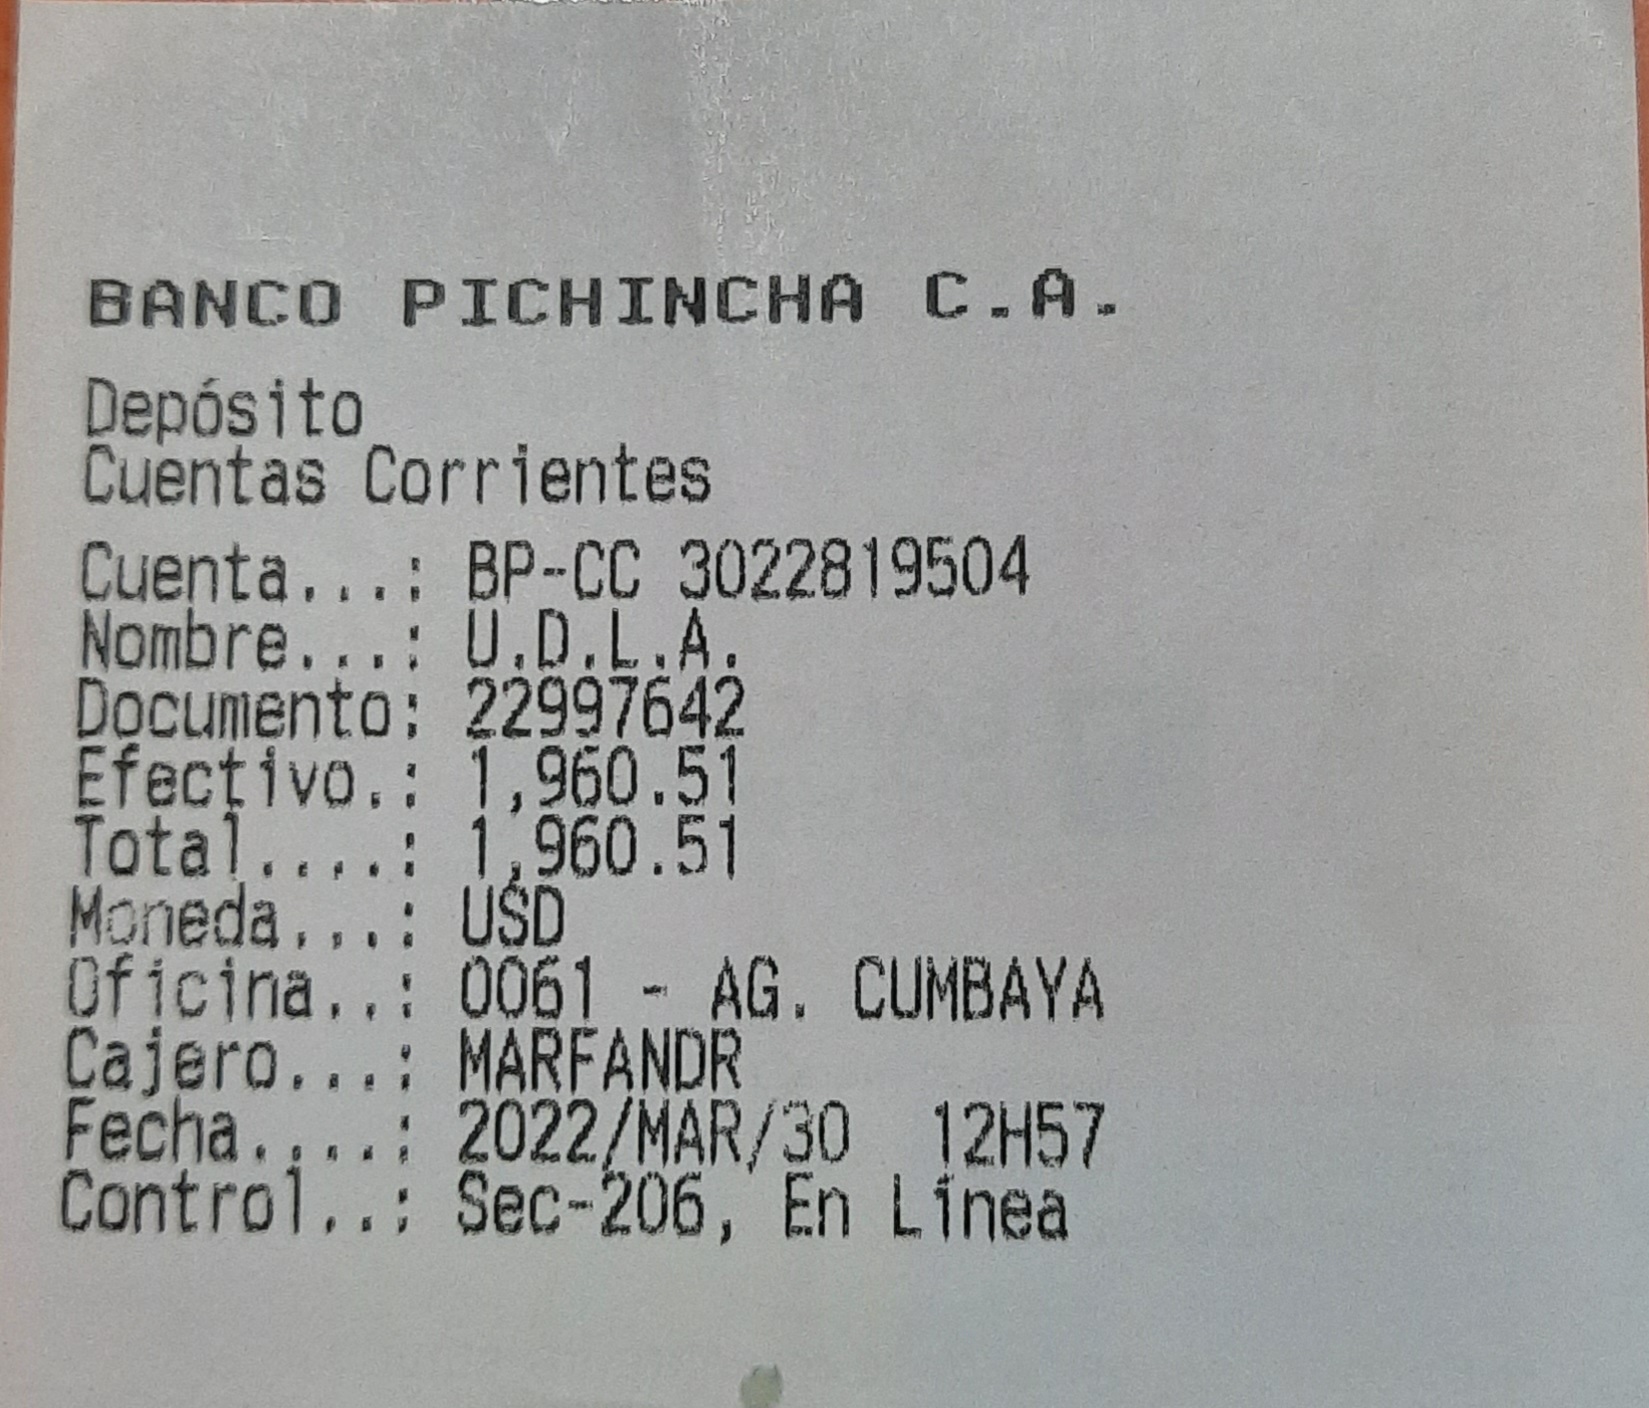 BANCO PICHINCHA C.A.
Depósito
Cuentas Corrientes
Cuenta...: BP-CC 3022819504
Nombre...: U.D.L.A.
Documento: 22997642
Efectivo.: 1,960.51
Total....: 1,960.51
Moneda...: USD
Oficina..: 0061 - AG. CUMBAYA
Cajero...: MARFANDR
Fecha....: 2022/MAR/30  12H57
Control..: Sec-206, En Línea